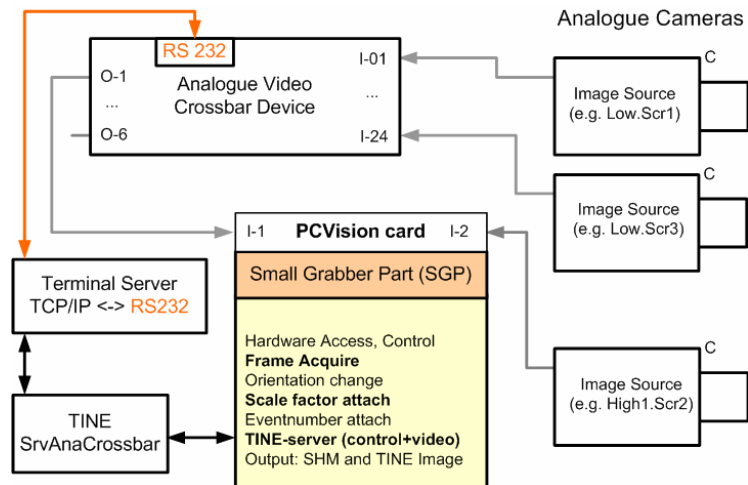 Analogue Cameras
RS 232
O-1
...
O-6
Analogue Video
Crossbar Device
I-01
...
I-24
C
Image Source
(e.g. Low.Scr1)
C
Image Source
(e.g. Low.Scr3)
I-1
PCVision card
I-2
Small Grabber Part (SGP)
Terminal Server
TCP/IP <-> RS232
Hardware Access, Control
Frame Acquire
Orientation change
Scale factor attach
Eventnumber attach
TINE-server (control+video)
Output: SHM and TINE Image
C
Image Source
(e.g. High1.Scr2)
TINE
SrvAnaCrossbar